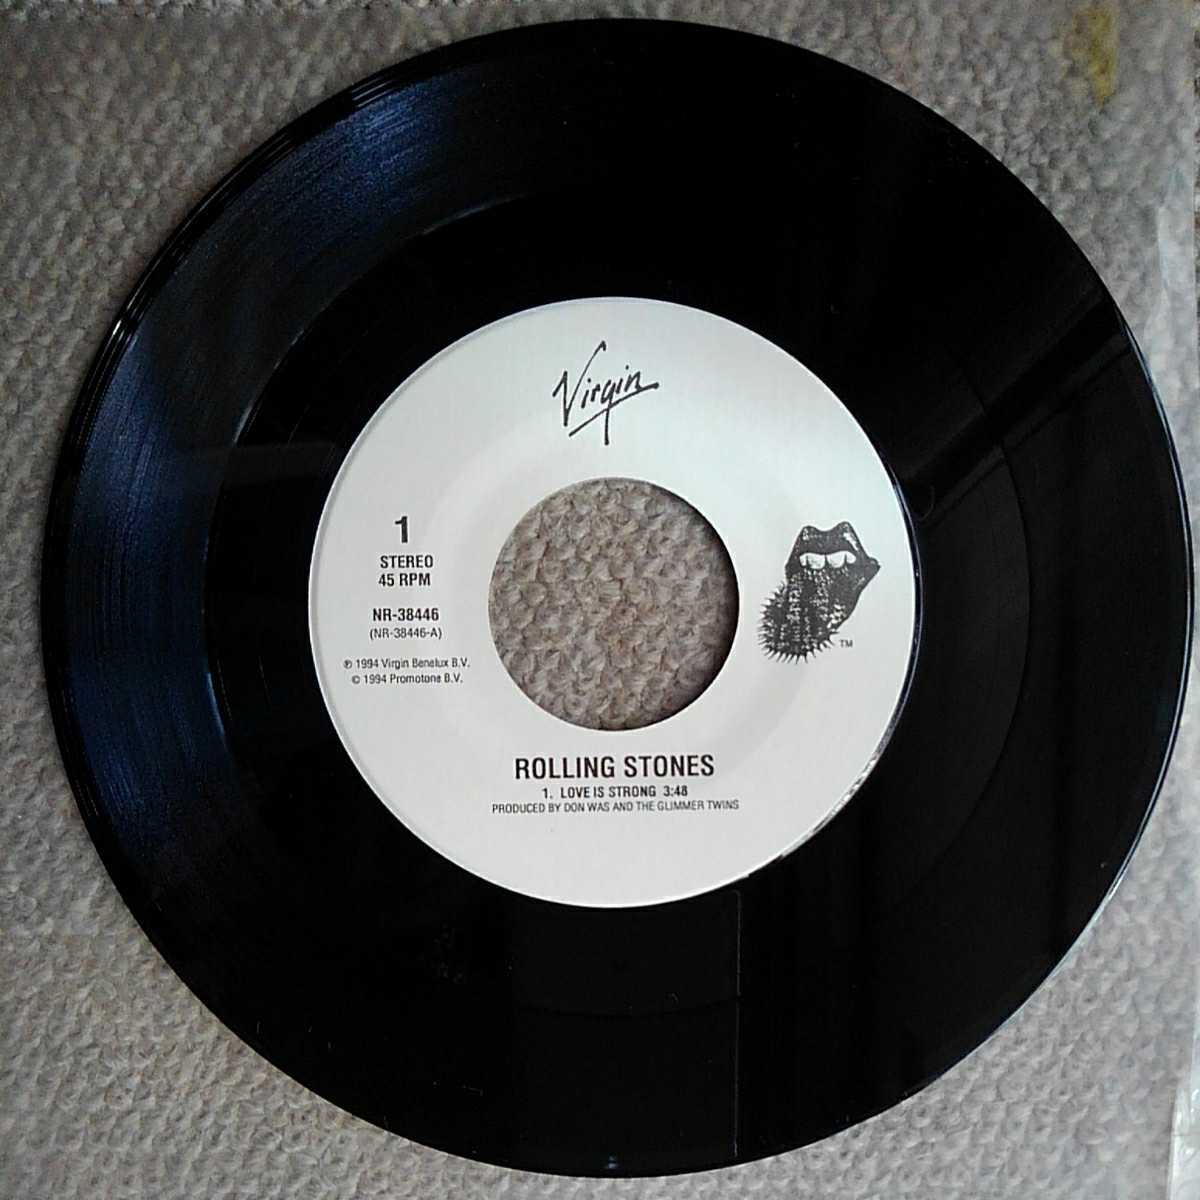 Virgin
1
STEREO
45 RPM
NR-38446
(NR-38446-A)
℗ 1994 Virgin Benelux B.V.
© 1994 Promotone B.V.
TM
ROLLING STONES
1. LOVE IS STRONG 3:48
PRODUCED BY DON WAS AND THE GLIMMER TWINS